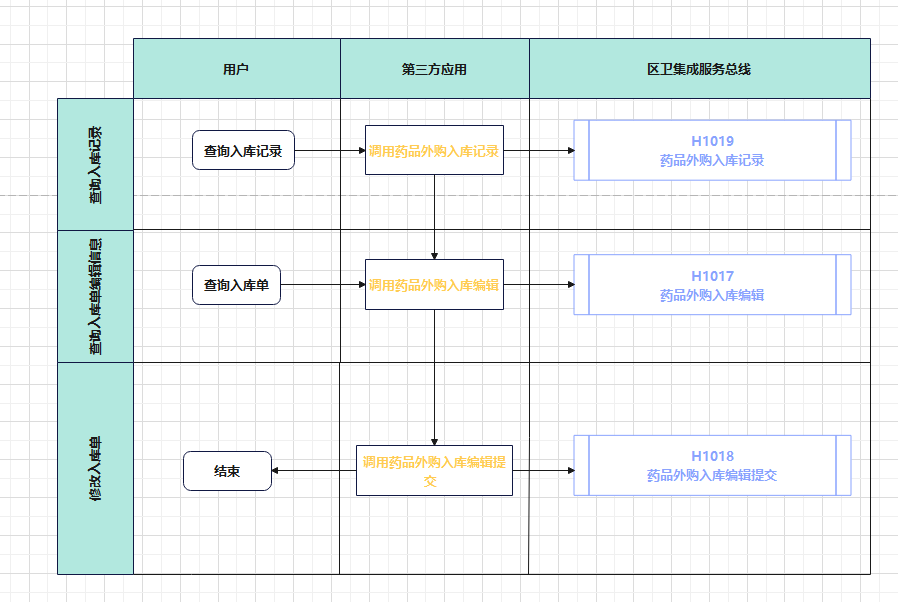 用户
第三方应用
区卫集成服务总线
查询入库记录
查询入库记录
调用药品外购入库记录
H1019
药品外购入库记录
查询入库单编辑信息
查询入库单
调用药品外购入库编辑
H1017
药品外购入库编辑
修改入库单
结束
调用药品外购入库编辑提
交
H1018
药品外购入库编辑提交